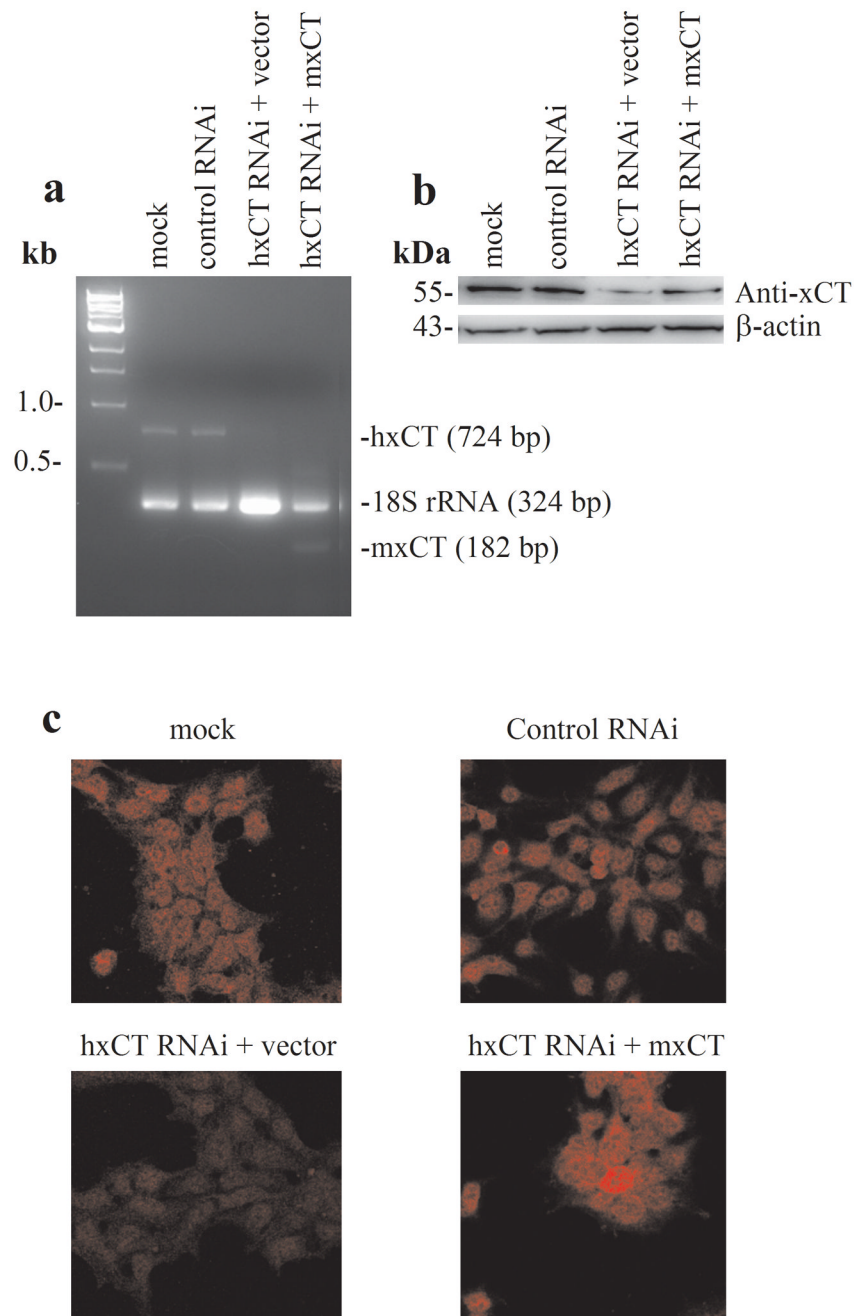 a
kb
mock
control RNAi
hxCT RNAi + vector
hxCT RNAi + mxCT
1.0-
0.5-
-hxCT (724 bp)
-18S rRNA (324 bp)
-mxCT (182 bp)
b
kDa
mock
control RNAi
hxCT RNAi + vector
hxCT RNAi + mxCT
55-
Anti-xCT
43-
β-actin
c
mock
Control RNAi
hxCT RNAi + vector
hxCT RNAi + mxCT